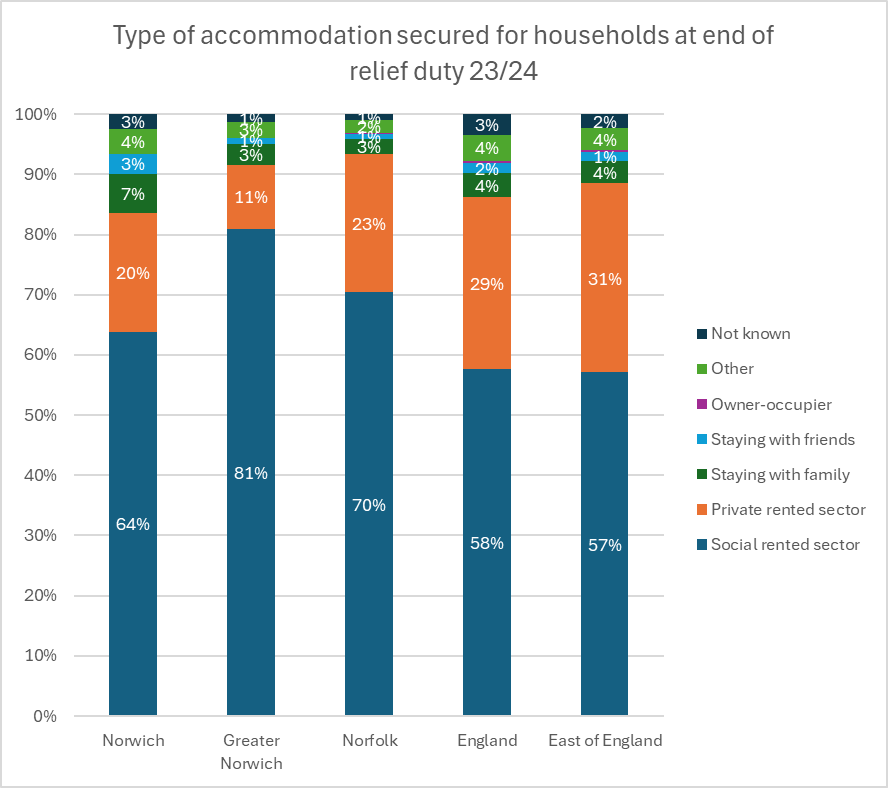 Type of accommodation secured for households at end of
relief duty 23/24
100%
90%
80%
70%
60%
50%
40%
30%
20%
10%
0%
3%
4%
3%
7%
20%
64%
1%
3%
1%
3%
11%
81%
1%
2%
1%
3%
23%
70%
3%
4%
2%
4%
29%
58%
2%
4%
1%
4%
31%
57%
Norwich
Greater
Norwich
Norfolk
England
East of England
Not known
Other
Owner-occupier
Staying with friends
Staying with family
Private rented sector
Social rented sector